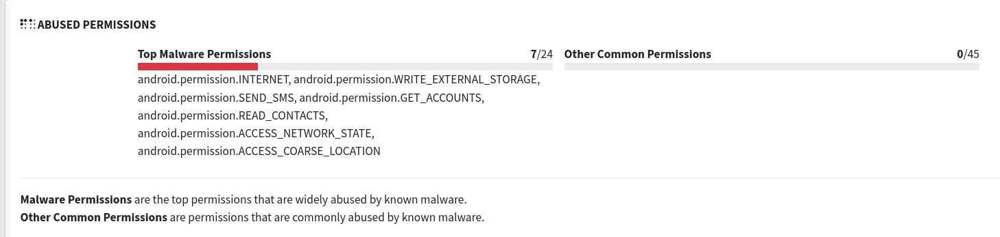 ABUSED PERMISSIONS
Top Malware Permissions 7/24
android.permission.INTERNET, android.permission.WRITE_EXTERNAL_STORAGE,
android.permission.SEND_SMS, android.permission.GET_ACCOUNTS,
android.permission.READ_CONTACTS,
android.permission.ACCESS_NETWORK_STATE,
android.permission.ACCESS_COARSE_LOCATION
Other Common Permissions 0/45
Malware Permissions are the top permissions that are widely abused by known malware.
Other Common Permissions are permissions that are commonly abused by known malware.